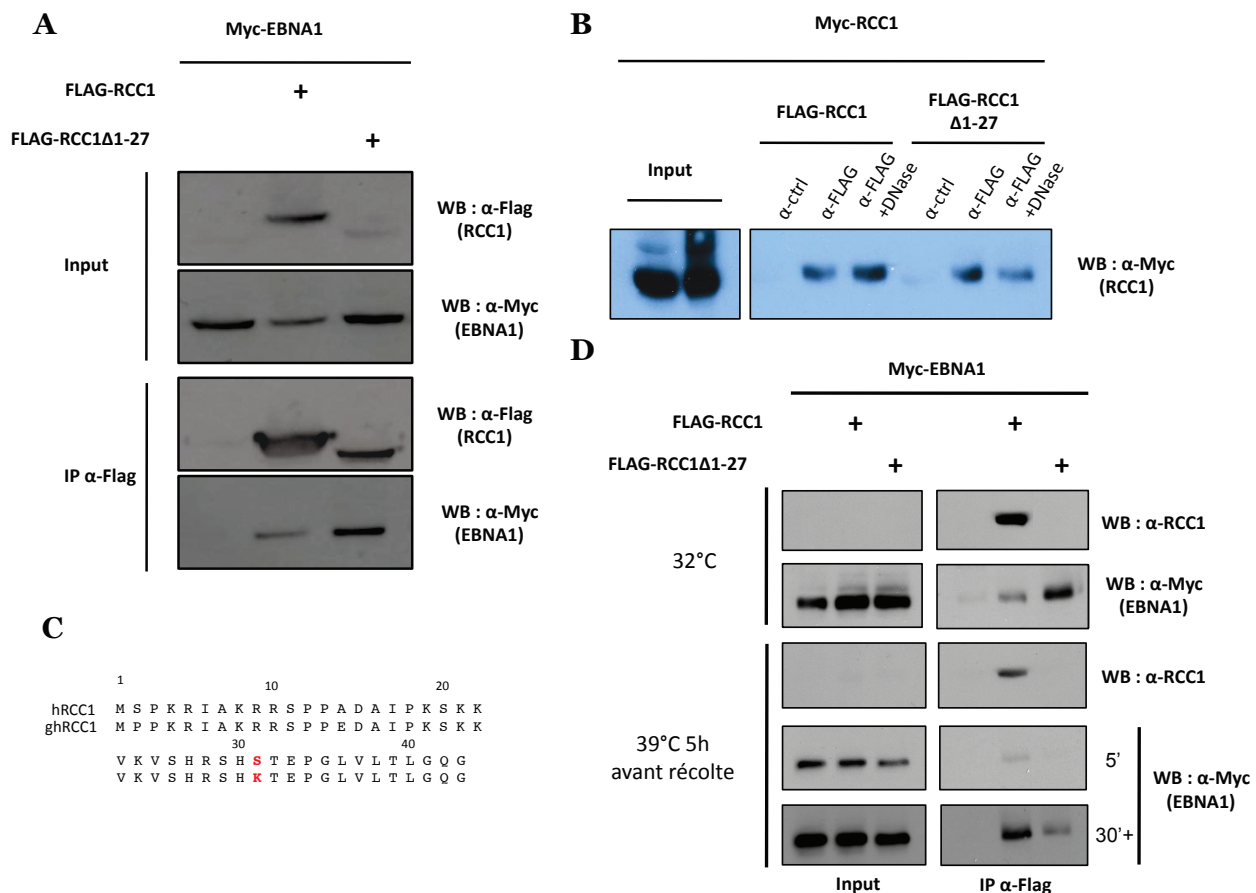 A
Myc-EBNA1
FLAG-RCC1
+
FLAG-RCC1Δ1-27
+
Input
WB : α-Flag
(RCC1)
WB : α-Myc
(EBNA1)
IP α-Flag
WB : α-Flag
(RCC1)
WB : α-Myc
(EBNA1)
B
Myc-RCC1
FLAG-RCC1
FLAG-RCC1
Δ1-27
Input
α-ctrl
α-FLAG
α-FLAG
+DNase
α-ctrl
α-FLAG
α-FLAG
+DNase
WB : α-Myc
(RCC1)
C
1 10 20
hRCC1 M S P K R I A K R R S P P A D A I P K S K K
ghRCC1 M P P K R I A K R R S P P E D A I P K S K K
30 40
V K V S H R S H S T E P G L V L T L G Q G
V K V S H R S H K T E P G L V L T L G Q G
D
Myc-EBNA1
FLAG-RCC1 + +
FLAG-RCC1Δ1-27 + +
32°C
WB : α-RCC1
WB : α-Myc
(EBNA1)
39°C 5h
avant récolte
WB : α-RCC1
5'
30'+
WB : α-Myc
(EBNA1)
Input IP α-Flag